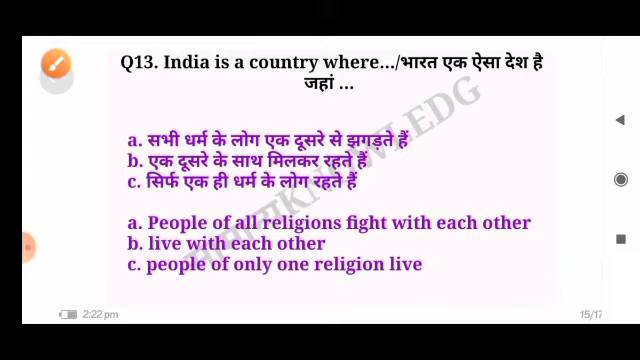 Q13. India is a country where.../भारत एक ऐसा देश है
जहां ...
a. सभी धर्म के लोग एक दूसरे से झगड़ते हैं
b. एक दूसरे के साथ मिलकर रहते हैं
c. सिर्फ एक ही धर्म के लोग रहते हैं
a. People of all religions fight with each other
b. live with each other
c. people of only one religion live
KNOWLEDG
2:22 pm
15/17